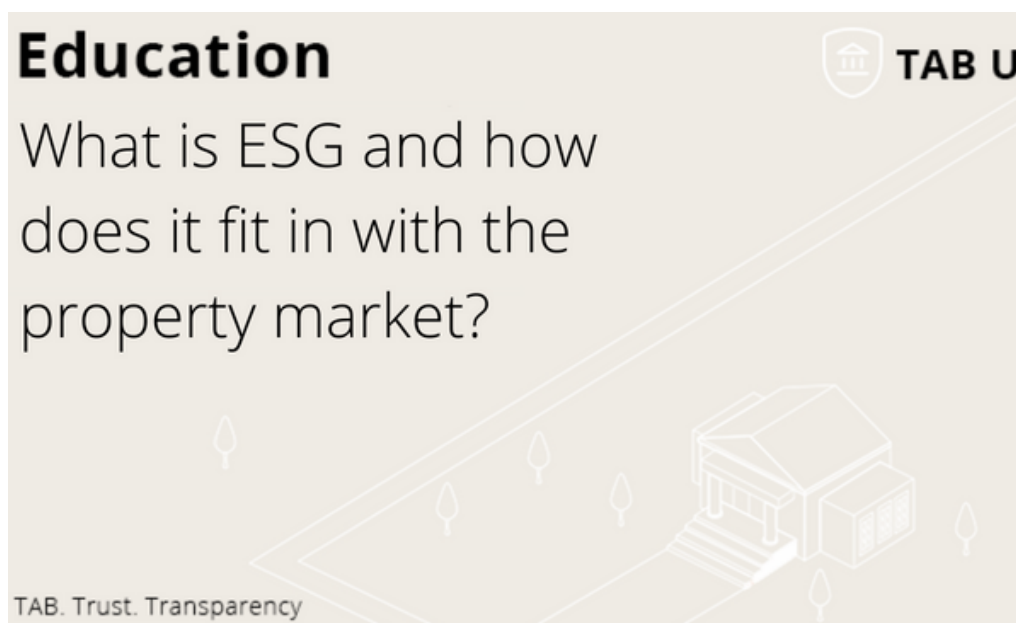 Education
TAB U
What is ESG and how
does it fit in with the
property market?
TAB. Trust. Transparency